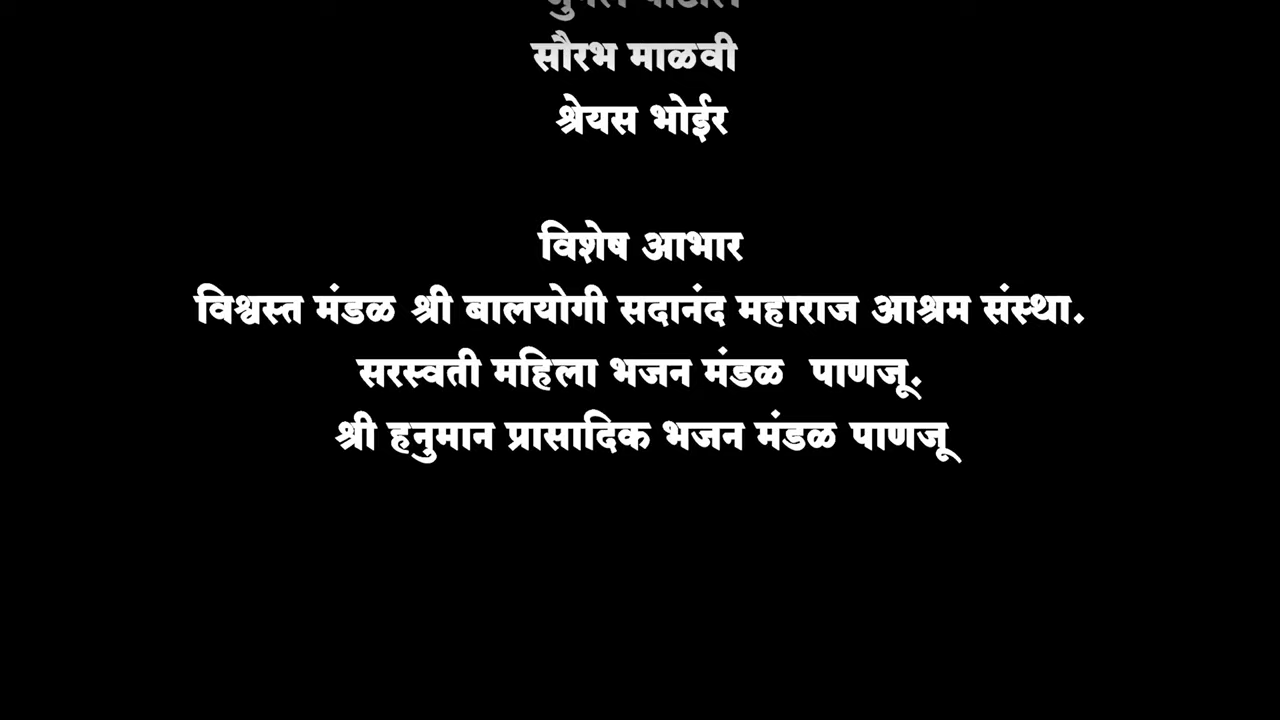 सौरभ माळवी
श्रेयस भोईर
विशेष आभार
विश्वस्त मंडळ श्री बालयोगी सदानंद महाराज आश्रम संस्था.
सरस्वती महिला भजन मंडळ पाणजू.
श्री हनुमान प्रासादिक भजन मंडळ पाणजू